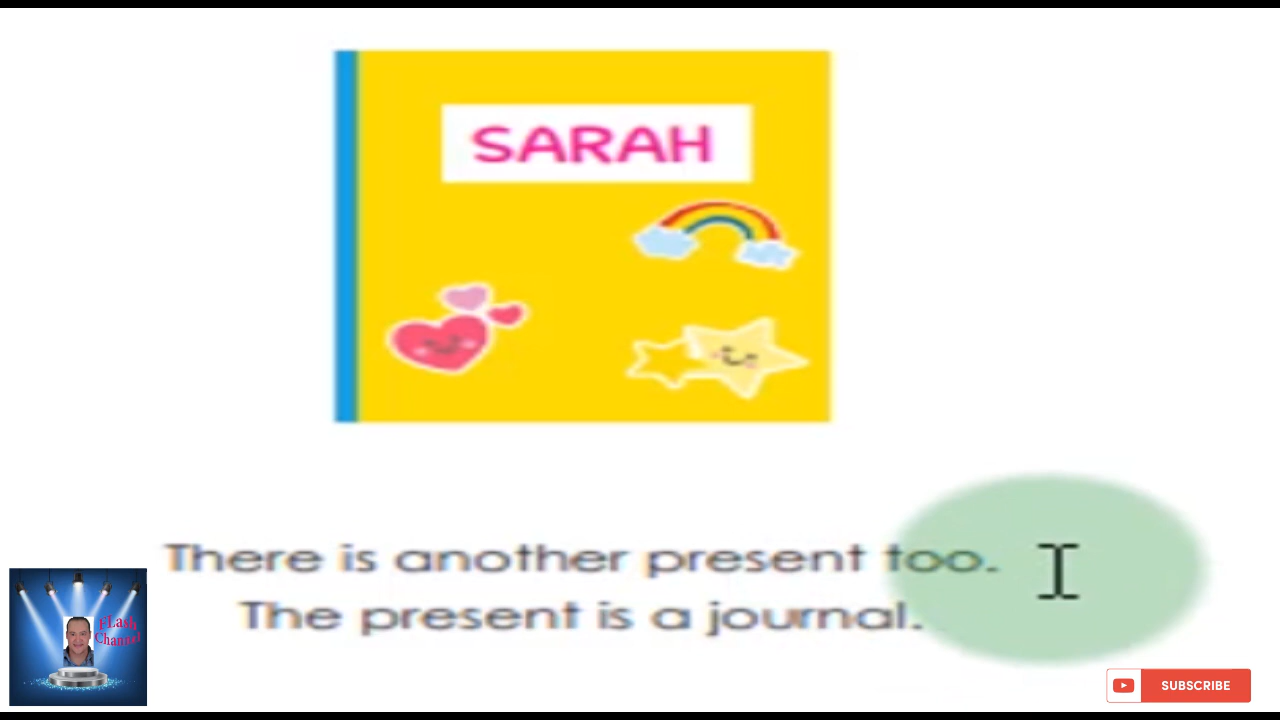 SARAH
There is another present too.
The present is a journal.
FLash
Channel
SUBSCRIBE